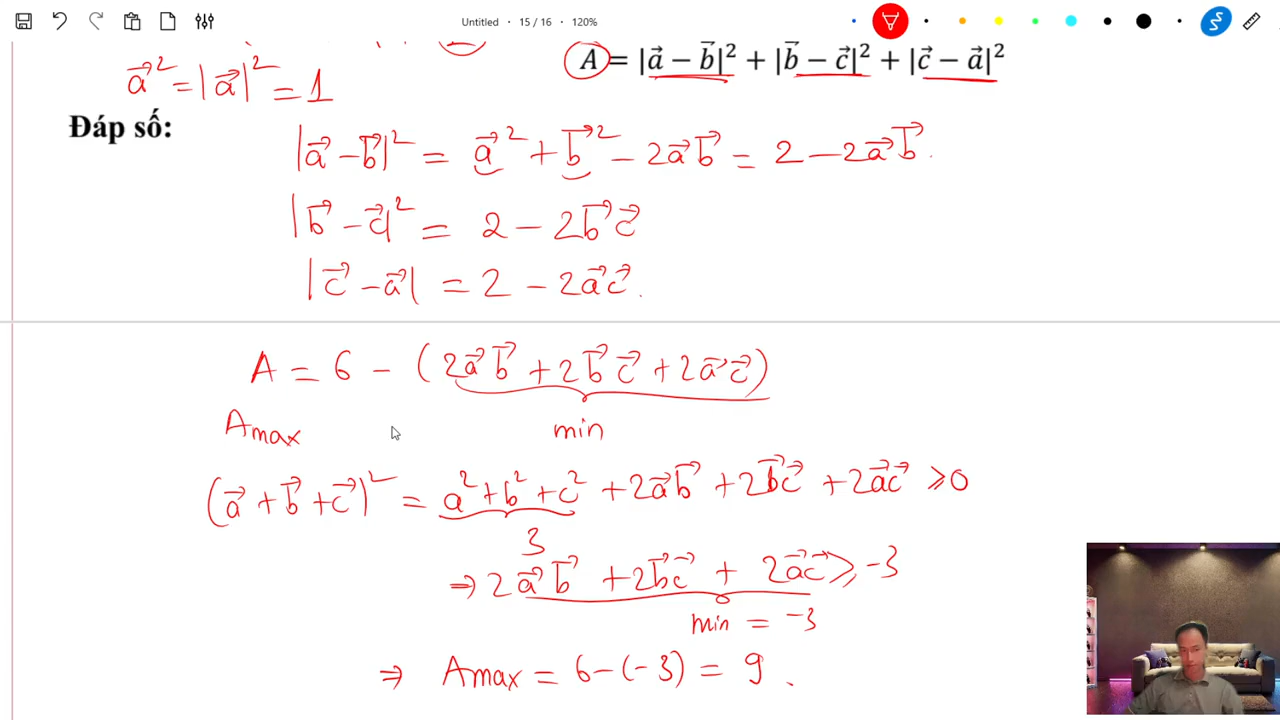 Untitled • 15 / 16 • 120%
A = |a⃗ − b⃗|² + |b⃗ − c⃗|² + |c⃗ − a⃗|²
a⃗² = |a⃗|² = 1
Đáp số:
|a⃗ − b⃗|² = a⃗² + b⃗² − 2a⃗b⃗ = 2 − 2a⃗b⃗.
|b⃗ − c⃗|² = 2 − 2b⃗c⃗
|c⃗ − a⃗| = 2 − 2a⃗c⃗.
A = 6 − (2a⃗b⃗ + 2b⃗c⃗ + 2a⃗c⃗)
Amax min
(a⃗ + b⃗ + c⃗)² = a² + b² + c² + 2a⃗b⃗ + 2b⃗c⃗ + 2a⃗c⃗ ⩾ 0
3
⇒ 2a⃗b⃗ + 2b⃗c⃗ + 2a⃗c⃗ ⩾ −3
min = −3
⇒ Amax = 6 − (−3) = 9.